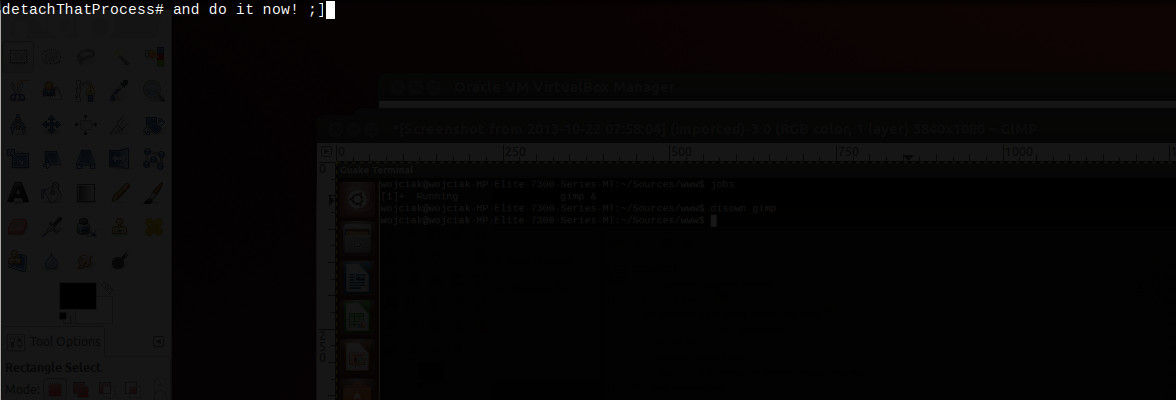 detachThatProcess# and do it now! ;]
Oracle VM VirtualBox Manager
*[Screenshot from 2013-10-22 07:58:04] (imported)-3.0 (RGB color, 1 layer) 3840x1080 – GIMP
0 250 500 750 1000 1
0
Guake Terminal
wojciak@wojciak-HP-Elite-7300-Series-MT:~/Sources/www$ jobs
[1]+ Running gimp &
wojciak@wojciak-HP-Elite-7300-Series-MT:~/Sources/www$ disown gimp
wojciak@wojciak-HP-Elite-7300-Series-MT:~/Sources/www$
Tool Options
Rectangle Select
Mode: